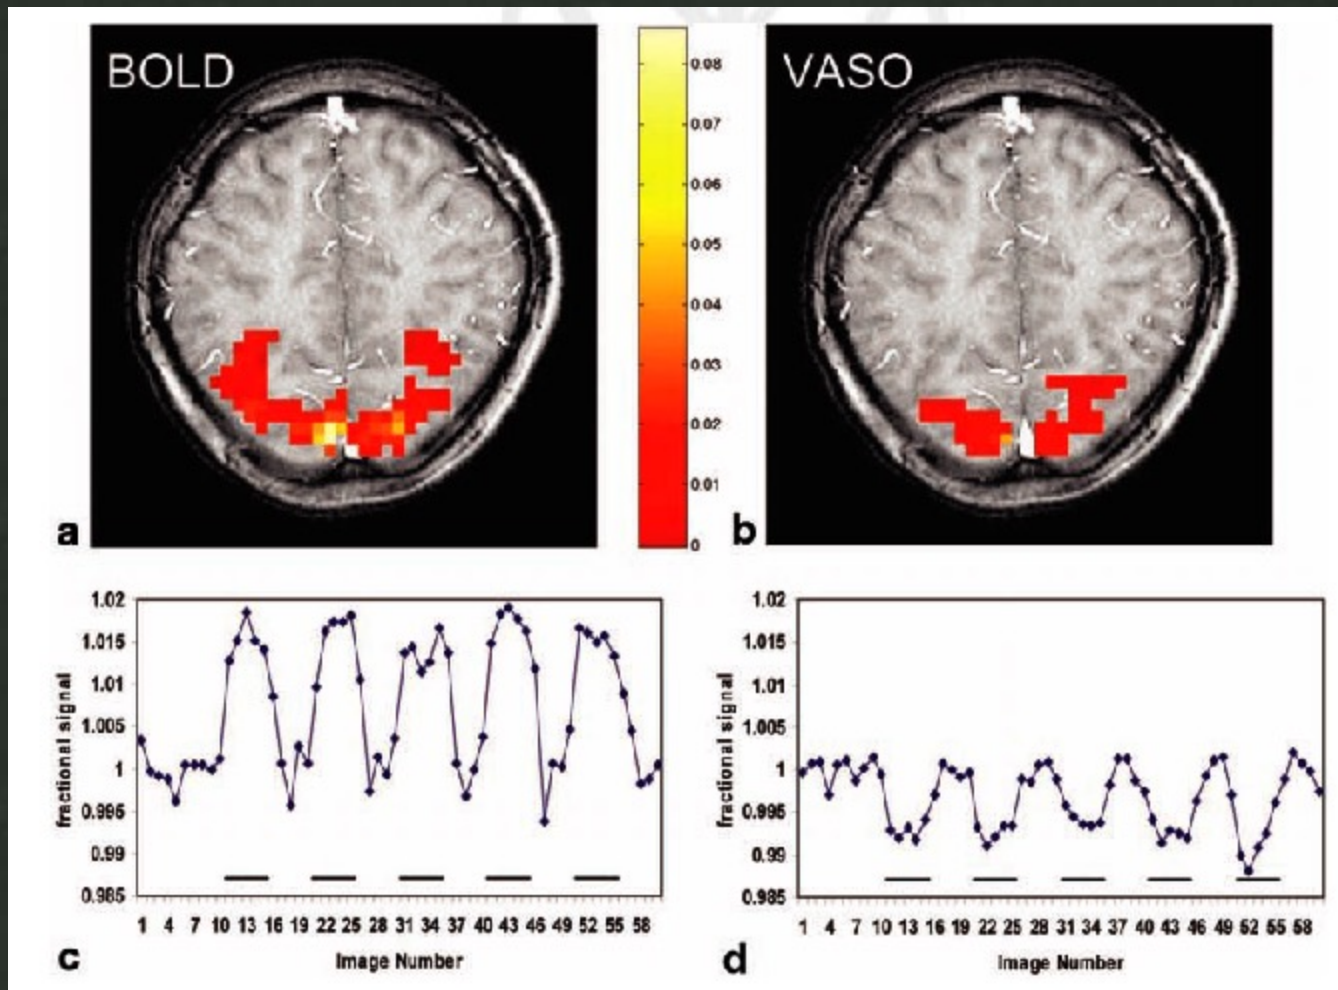 BOLD
VASO
0.08
0.07
0.06
0.05
0.04
0.03
0.02
0.01
0
a
b
1.02
1.015
1.01
1.005
1
0.995
0.99
0.985
fractional signal
1 4 7 10 13 16 19 22 25 28 31 34 37 40 43 46 49 52 55 58
Image Number
c
1.02
1.015
1.01
1.005
1
0.995
0.99
0.985
fractional signal
1 4 7 10 13 16 19 22 25 28 31 34 37 40 43 46 49 52 55 58
Image Number
d